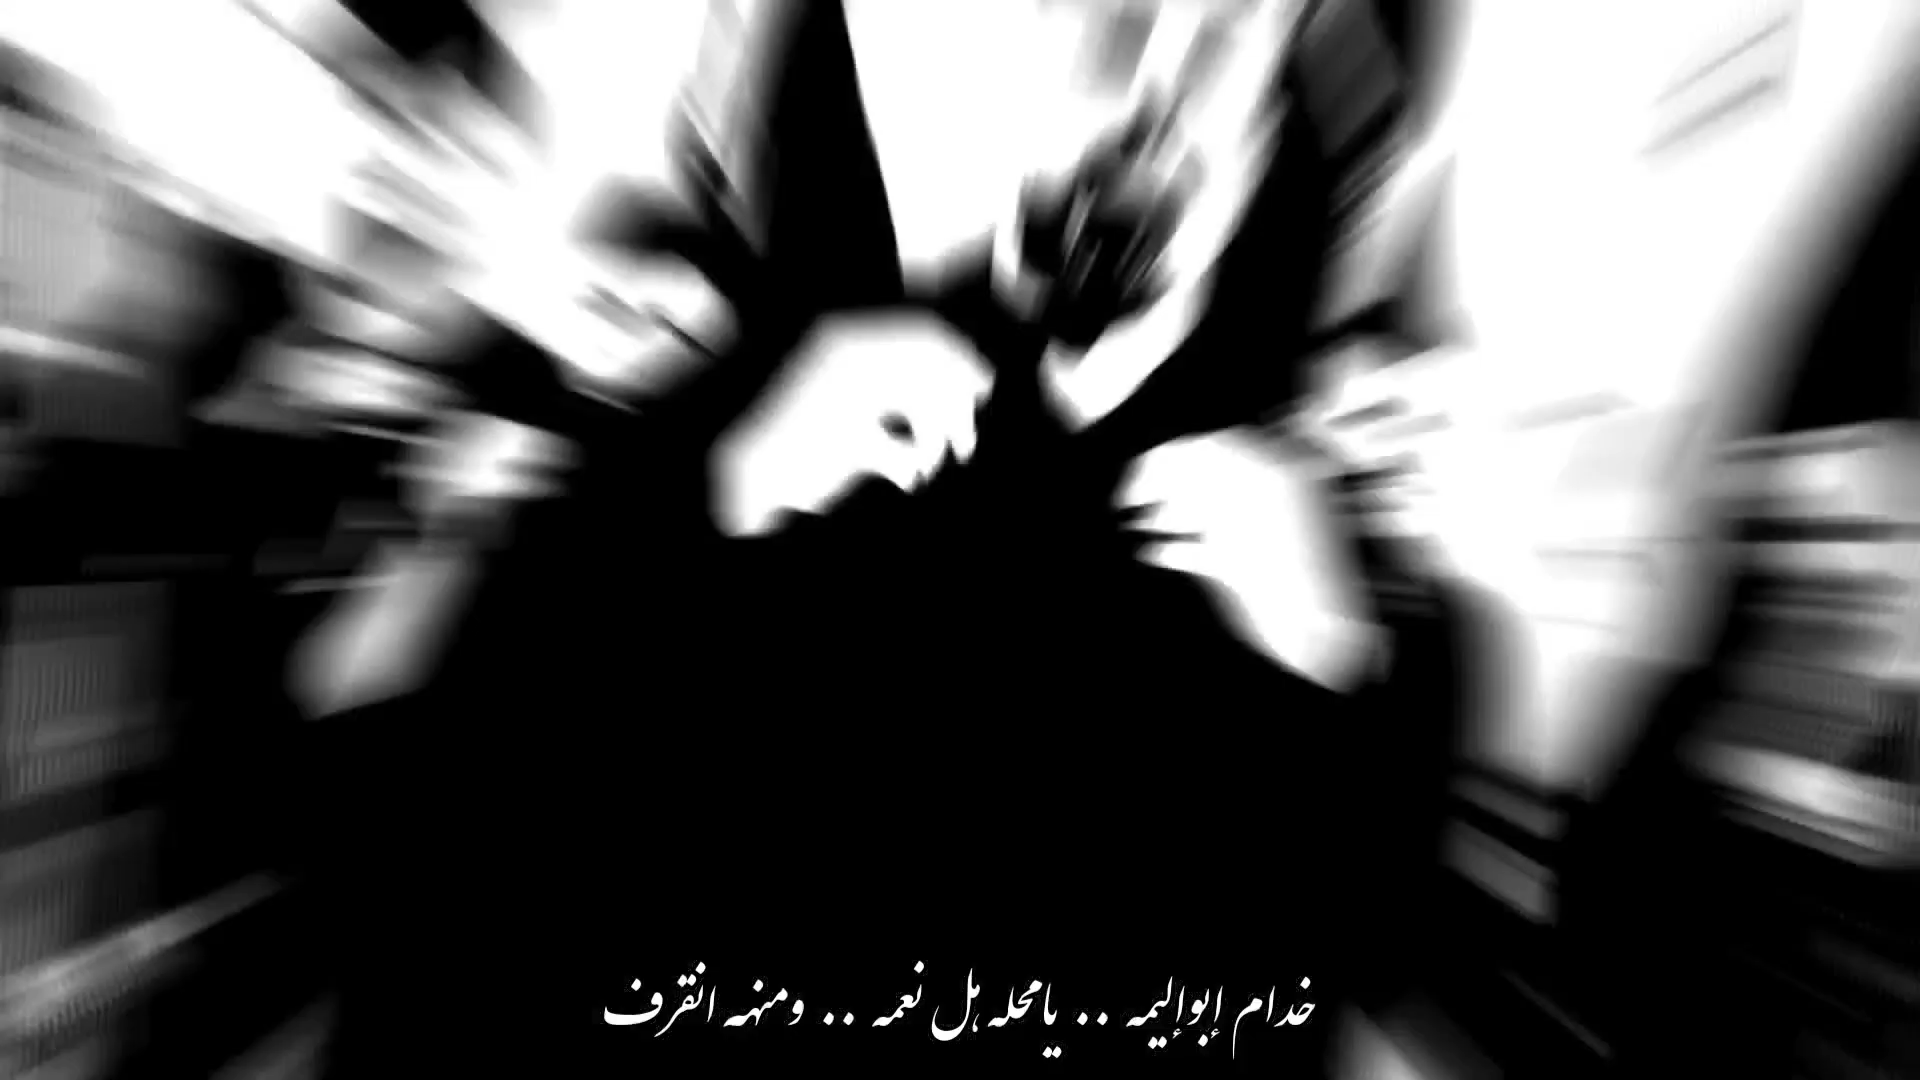 خدام إبوإليمه .. يامحله هل نعمه .. ومنهه انقرف